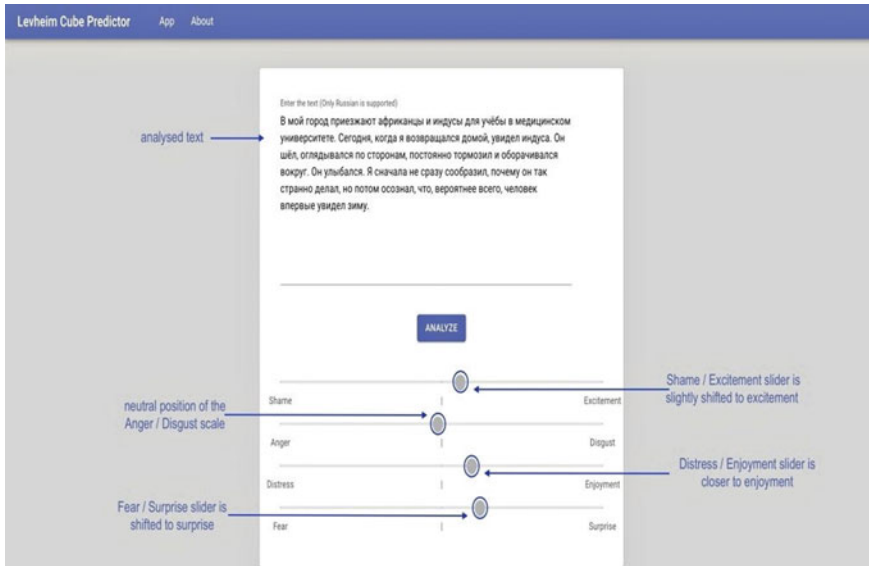 Levheim Cube Predictor App About
Enter the text (Only Russian is supported)
В мой город приезжают африканцы и индусы для учёбы в медицинском
университете. Сегодня, когда я возвращался домой, увидел индуса. Он
шёл, оглядывался по сторонам, постоянно тормозил и оборачивался
вокруг. Он улыбался. Я сначала не сразу сообразил, почему он так
странно делал, но потом осознал, что, вероятнее всего, человек
впервые увидел зиму.
analysed text
ANALYZE
Shame | Excitement
Shame / Excitement slider is
slightly shifted to excitement
neutral position of the
Anger / Disgust scale
Anger | Disgust
Distress / Enjoyment slider is
closer to enjoyment
Distress | Enjoyment
Fear / Surprise slider is
shifted to surprise
Fear | Surprise